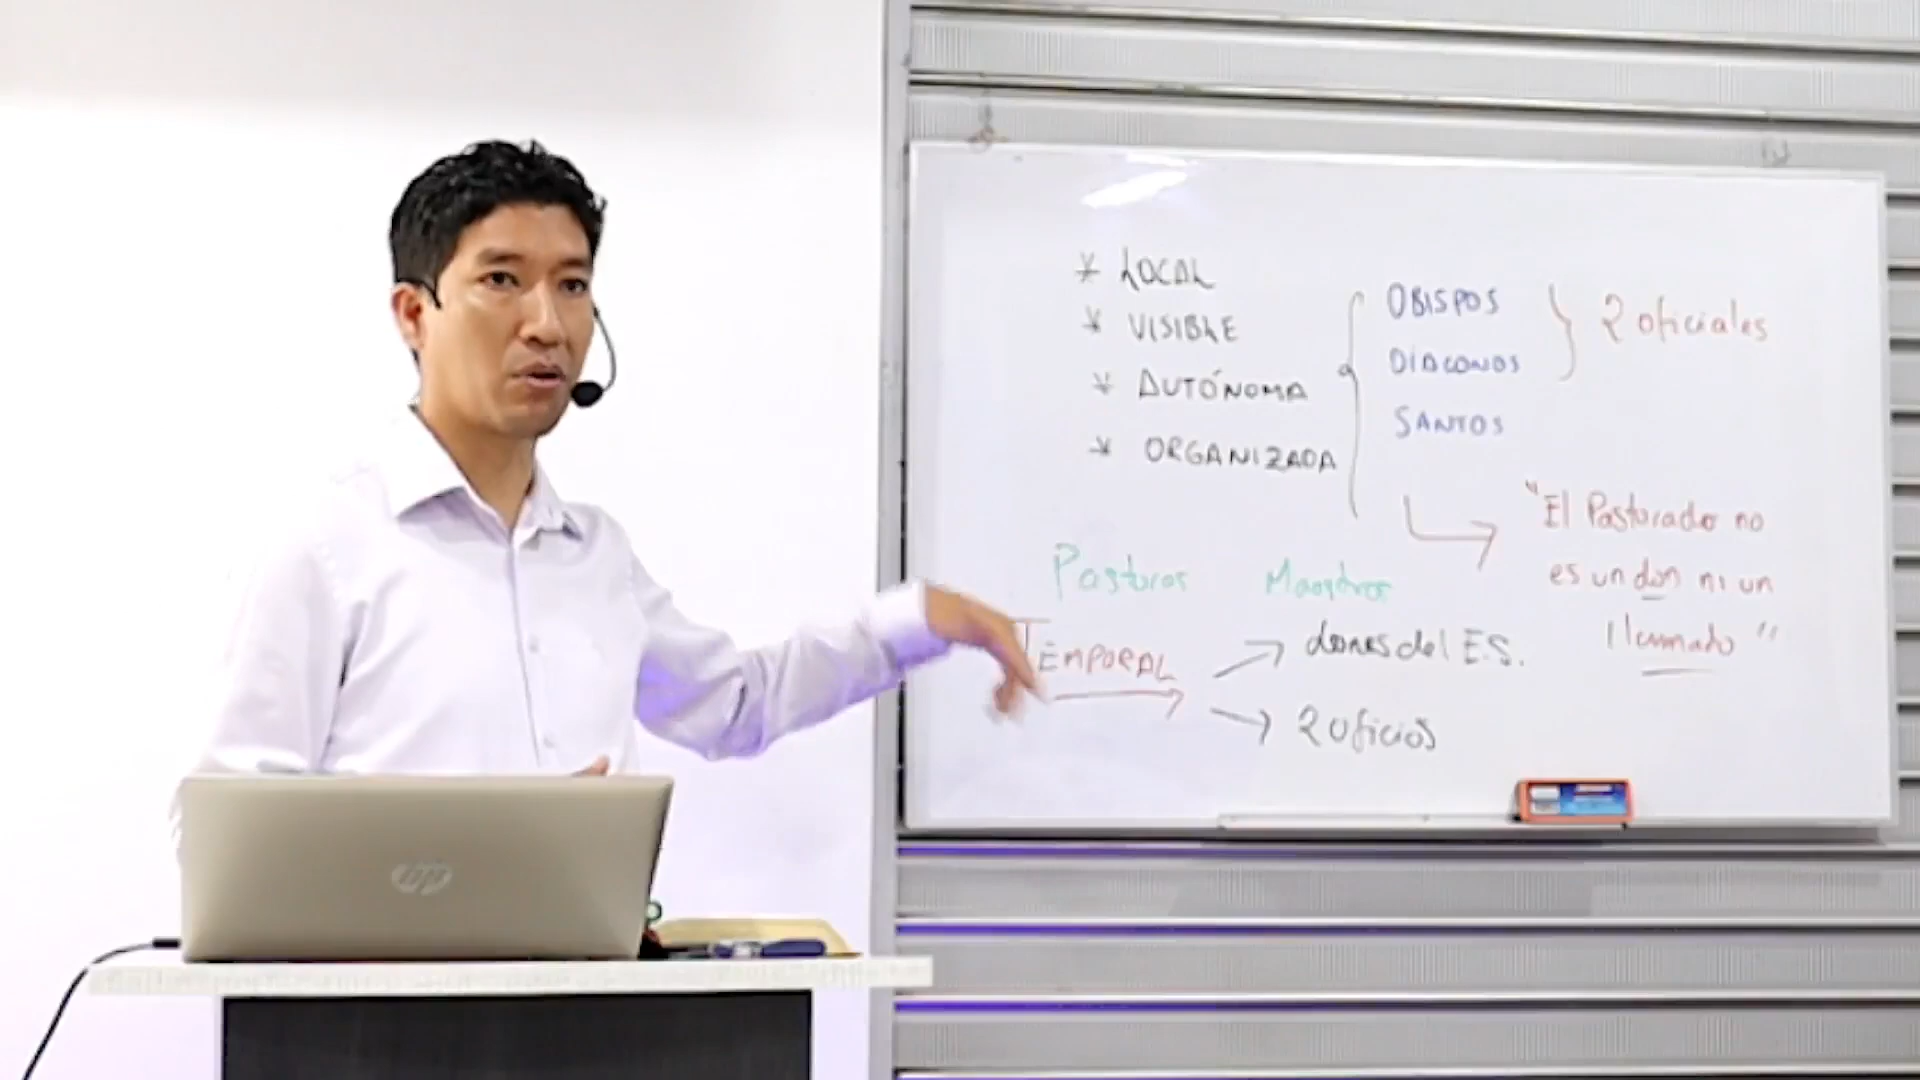 * LOCAL
* VISIBLE
* AUTÓNOMA
* ORGANIZADA
OBISPOS
DIÁCONOS
SANTOS
2 oficiales
"El Pastorado no
es un don ni un
llamado"
Pastores Maestros
TEMPORAL
dones del E.S.
2 oficios
hp